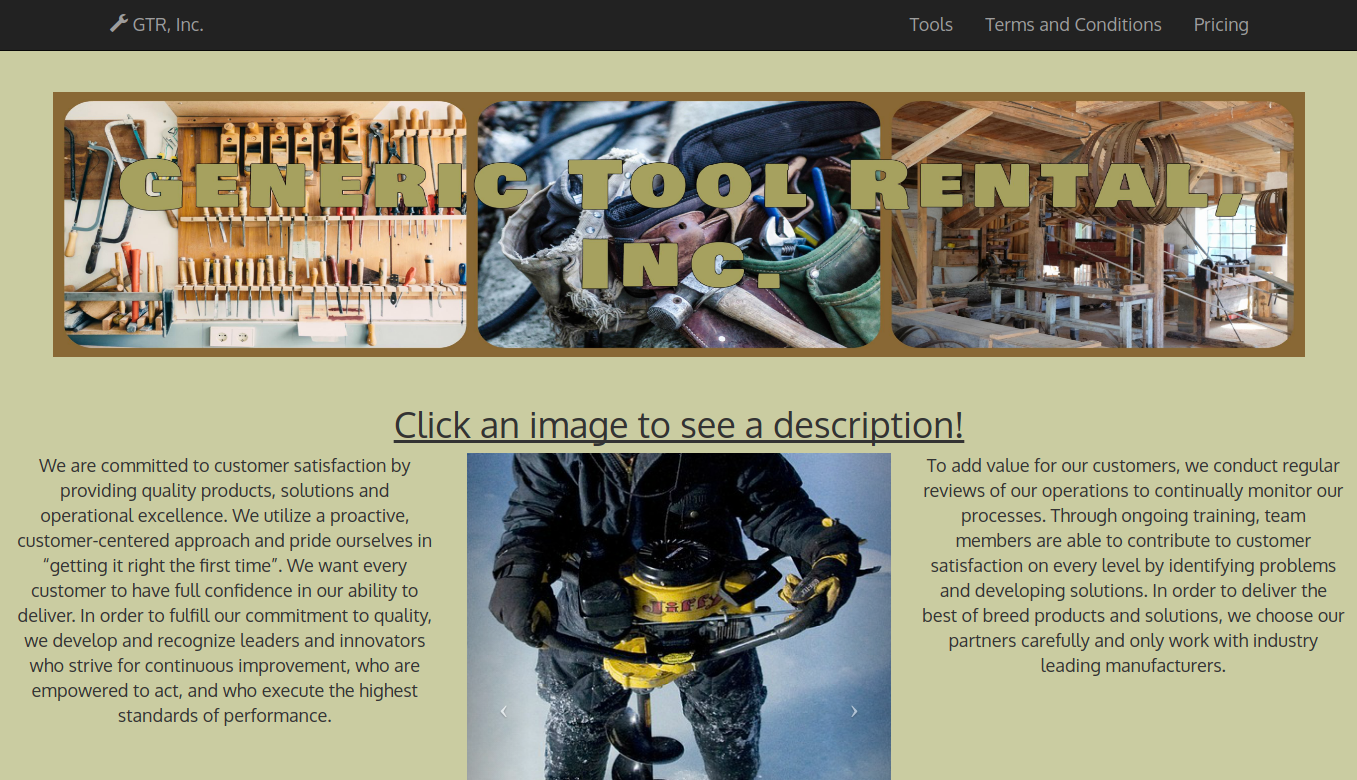 GTR, Inc.
Tools
Terms and Conditions
Pricing
Generic Tool Rental,
Inc.
Click an image to see a description!
We are committed to customer satisfaction by
providing quality products, solutions and
operational excellence. We utilize a proactive,
customer-centered approach and pride ourselves in
“getting it right the first time”. We want every
customer to have full confidence in our ability to
deliver. In order to fulfill our commitment to quality,
we develop and recognize leaders and innovators
who strive for continuous improvement, who are
empowered to act, and who execute the highest
standards of performance.
Jiffy
To add value for our customers, we conduct regular
reviews of our operations to continually monitor our
processes. Through ongoing training, team
members are able to contribute to customer
satisfaction on every level by identifying problems
and developing solutions. In order to deliver the
best of breed products and solutions, we choose our
partners carefully and only work with industry
leading manufacturers.